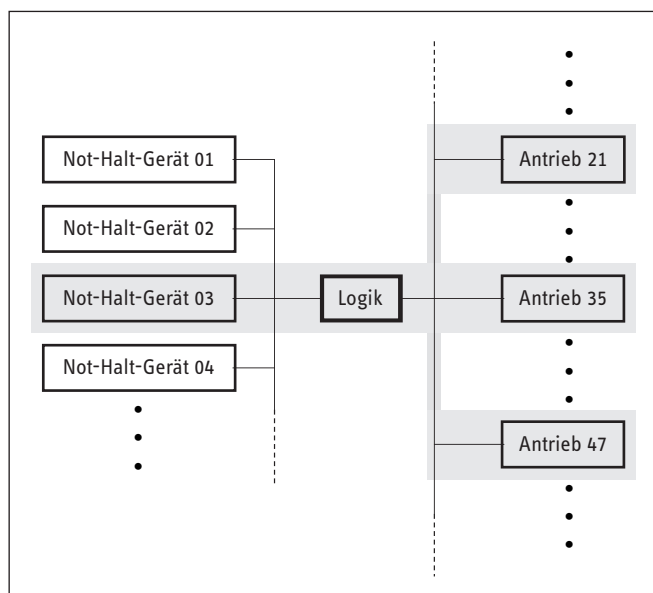 Not-Halt-Gerät 01
Not-Halt-Gerät 02
Not-Halt-Gerät 03
Not-Halt-Gerät 04
Logik
Antrieb 21
Antrieb 35
Antrieb 47